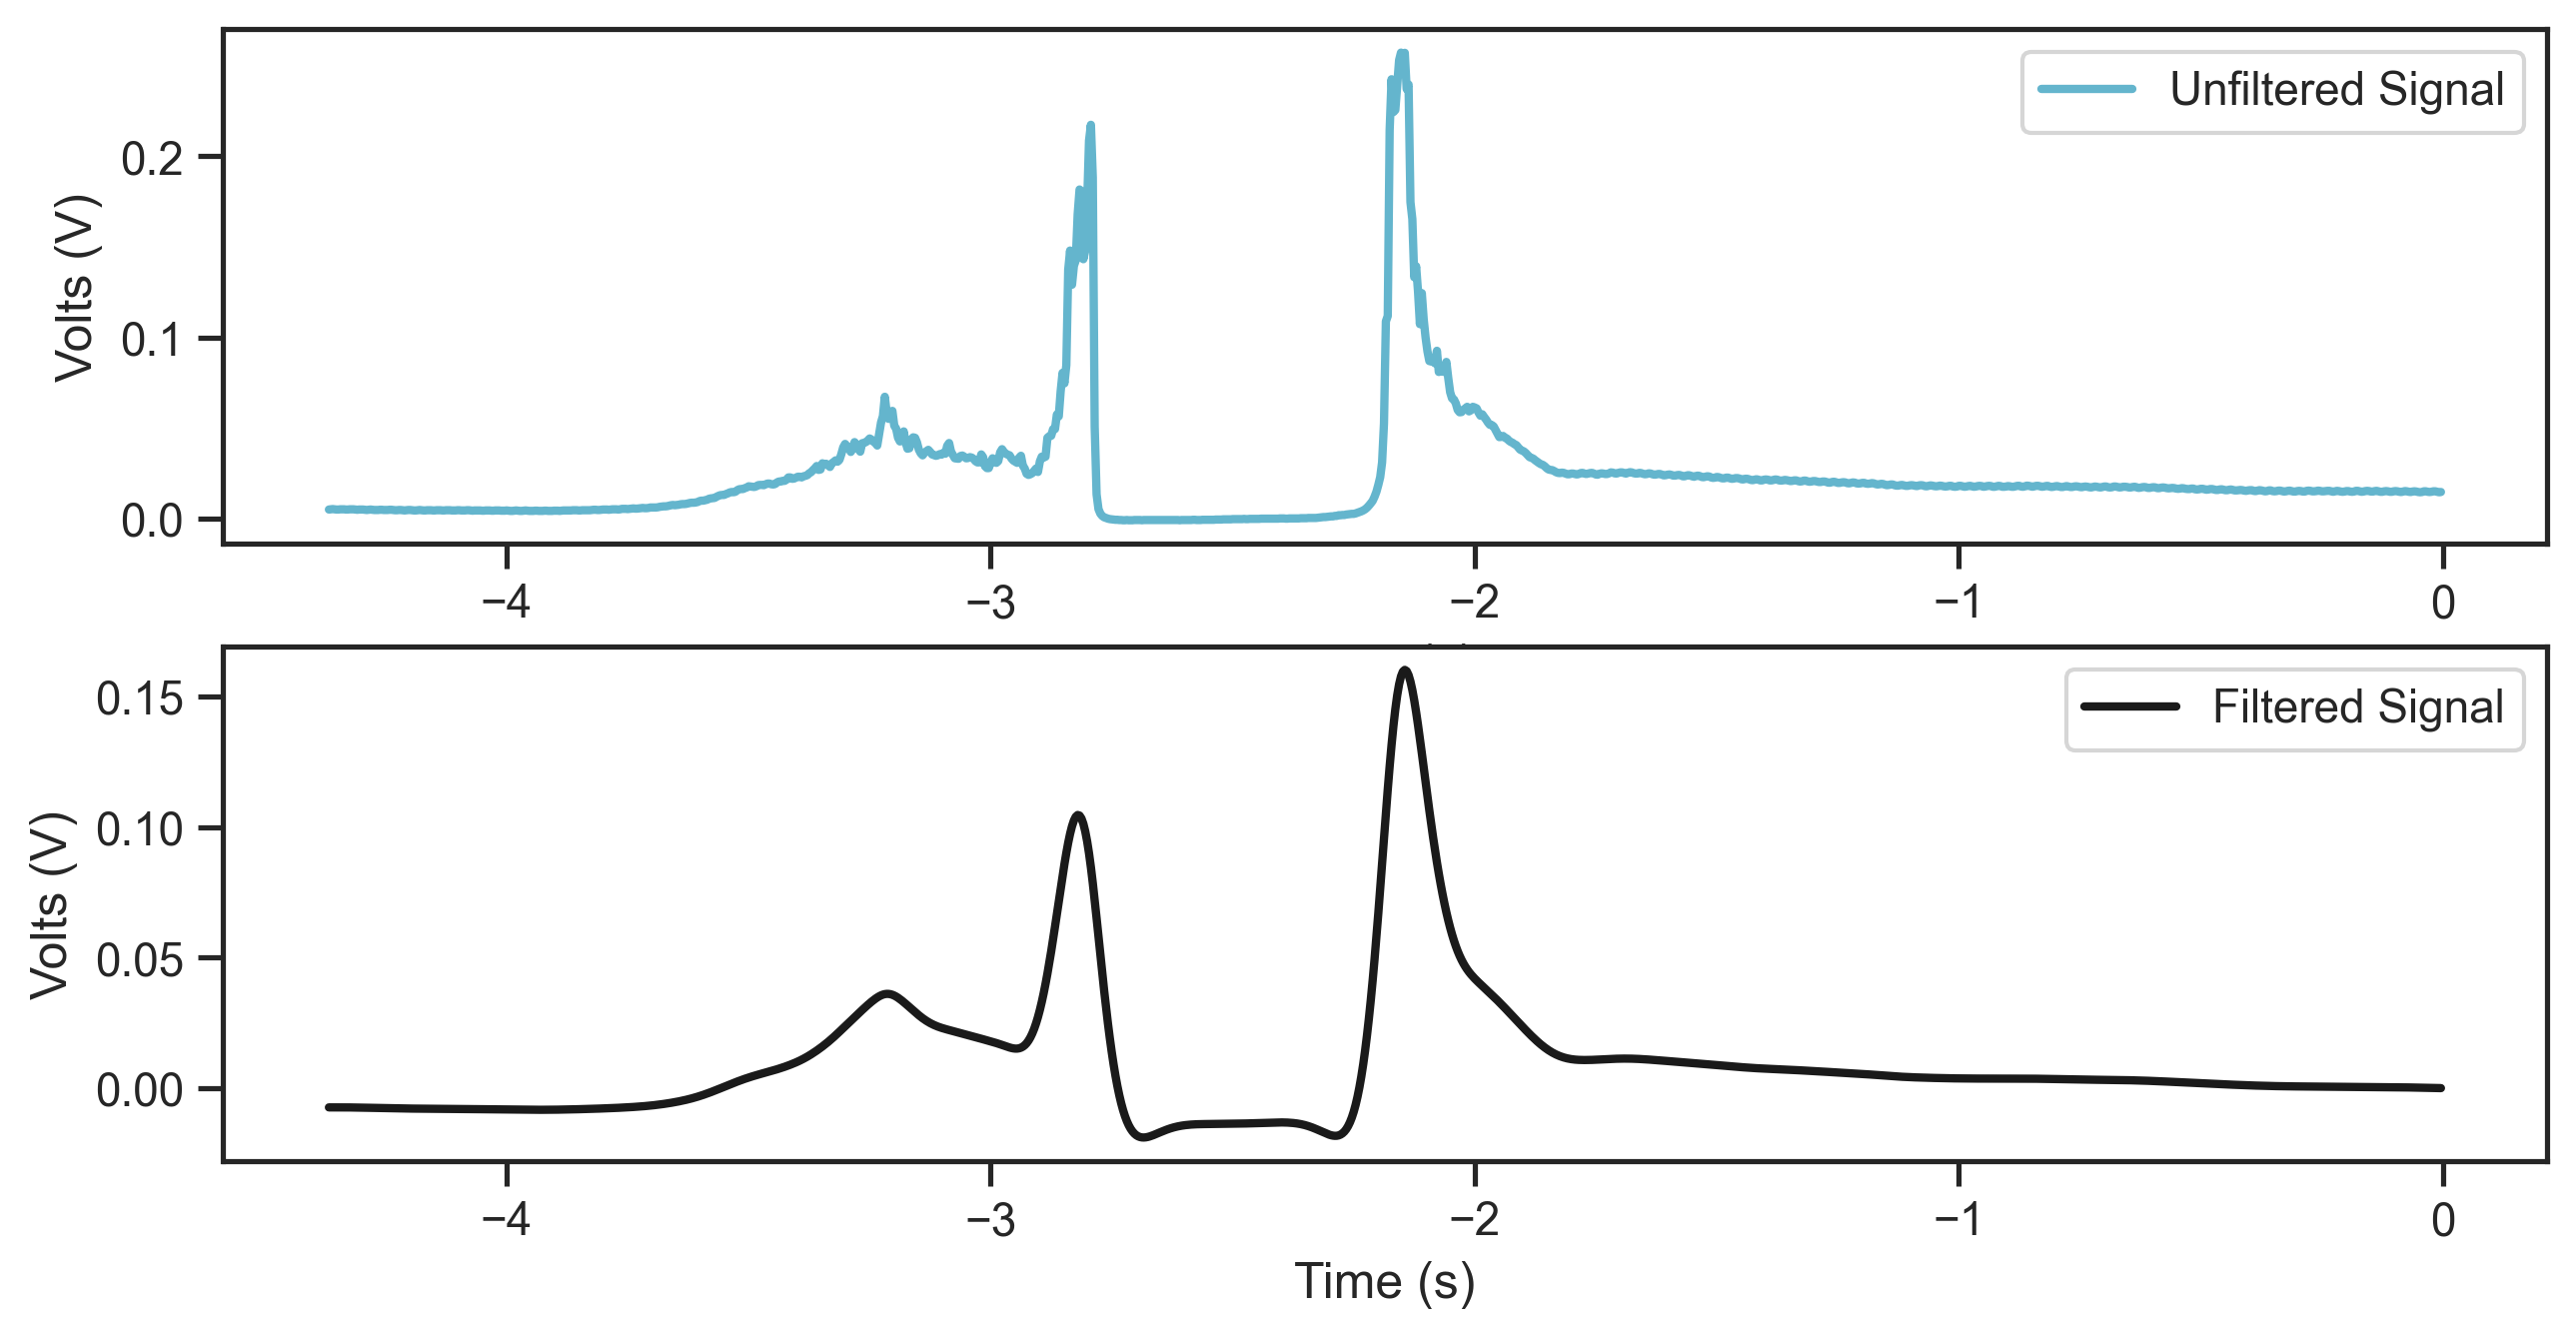 Unfiltered Signal
Volts (V)
0.2
0.1
0.0
−4 −3 −2 −1 0
Filtered Signal
Volts (V)
0.15
0.10
0.05
0.00
−4 −3 −2 −1 0
Time (s)